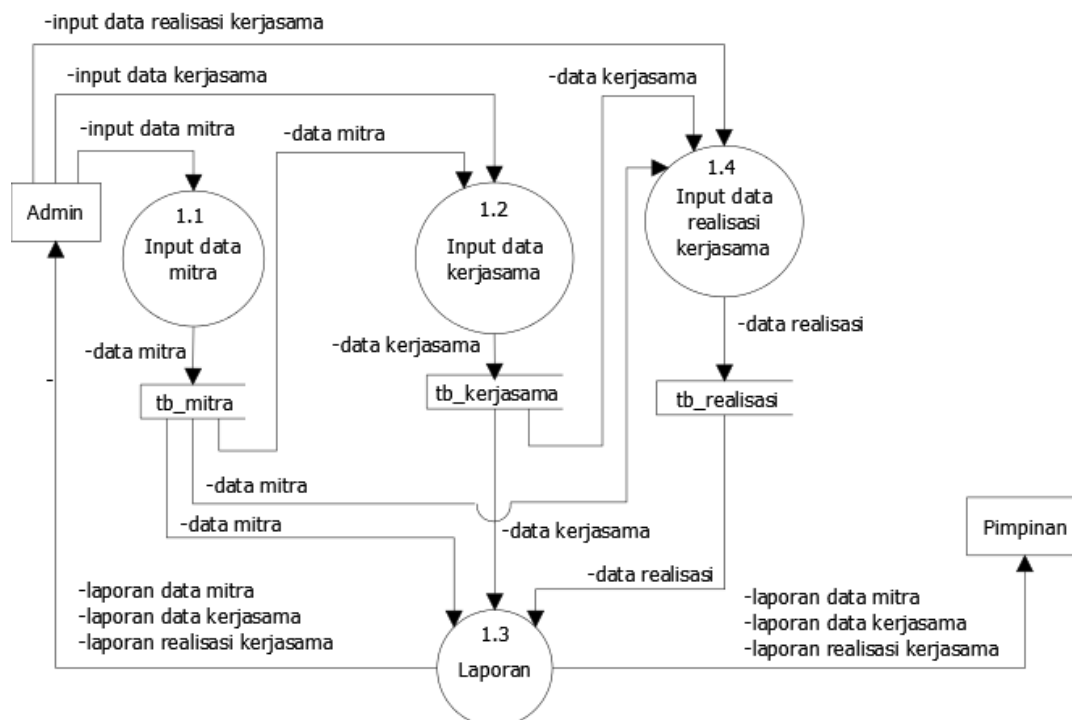 -input data realisasi kerjasama
-input data kerjasama
-data kerjasama
-input data mitra
-data mitra
Admin
1.1
Input data
mitra
1.2
Input data
kerjasama
1.4
Input data
realisasi
kerjasama
-data mitra
-data kerjasama
-data realisasi
-
tb_mitra
tb_kerjasama
tb_realisasi
-data mitra
-data mitra
-data kerjasama
Pimpinan
-data realisasi
-laporan data mitra
-laporan data kerjasama
-laporan realisasi kerjasama
1.3
Laporan
-laporan data mitra
-laporan data kerjasama
-laporan realisasi kerjasama